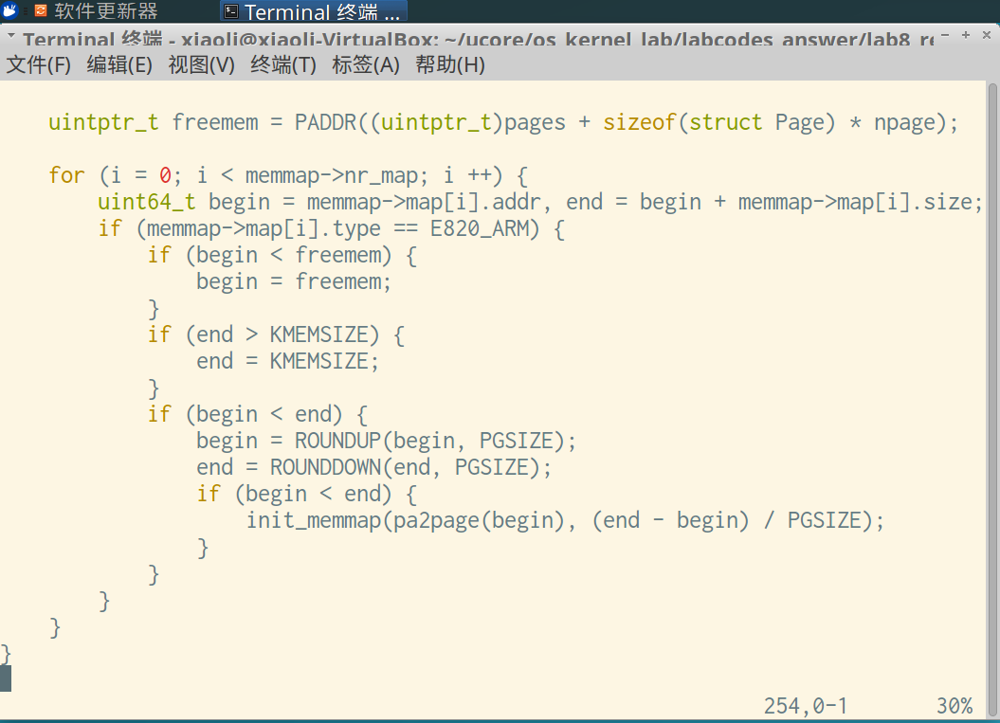 软件更新器 Terminal 终端 ...
Terminal 终端 - xiaoli@xiaoli-VirtualBox: ~/ucore/os_kernel_lab/labcodes_answer/lab8_re
文件(F) 编辑(E) 视图(V) 终端(T) 标签(A) 帮助(H)
uintptr_t freemem = PADDR((uintptr_t)pages + sizeof(struct Page) * npage);
for (i = 0; i < memmap->nr_map; i ++) {
uint64_t begin = memmap->map[i].addr, end = begin + memmap->map[i].size;
if (memmap->map[i].type == E820_ARM) {
if (begin < freemem) {
begin = freemem;
}
if (end > KMEMSIZE) {
end = KMEMSIZE;
}
if (begin < end) {
begin = ROUNDUP(begin, PGSIZE);
end = ROUNDDOWN(end, PGSIZE);
if (begin < end) {
init_memmap(pa2page(begin), (end - begin) / PGSIZE);
}
}
}
}
}
254,0-1 30%